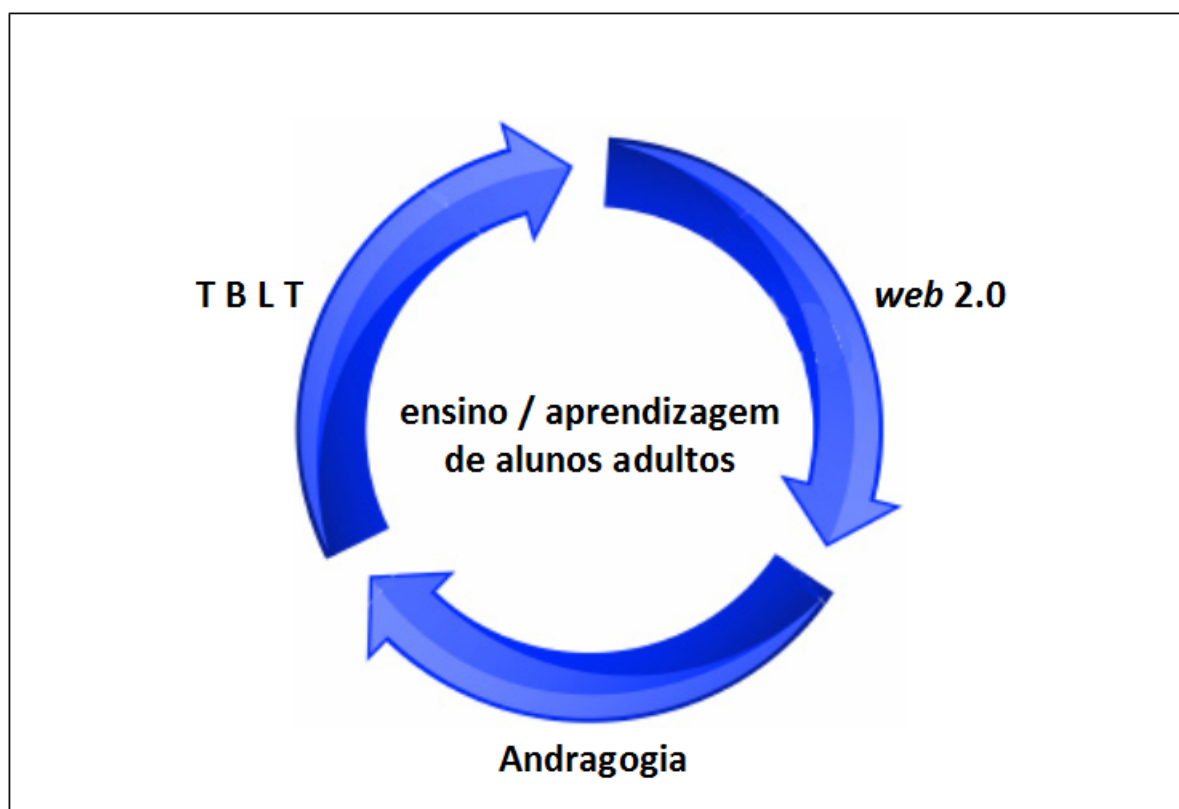 T B L T
web 2.0
ensino / aprendizagem
de alunos adultos
Andragogia